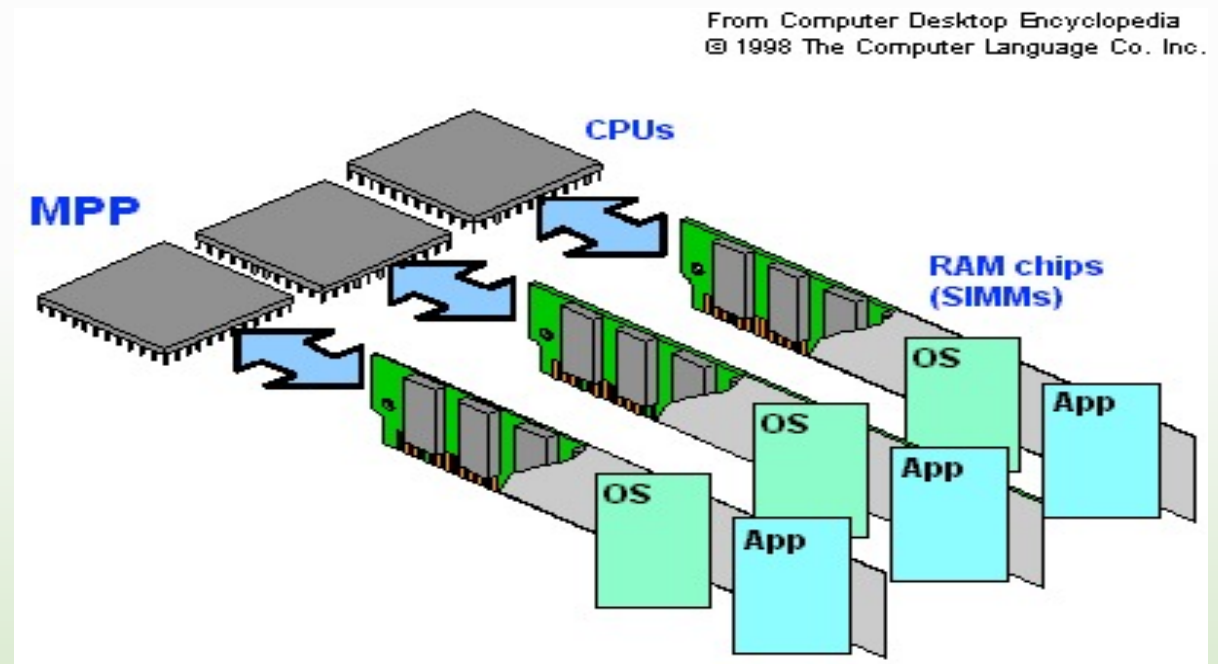 From Computer Desktop Encyclopedia
© 1998 The Computer Language Co. Inc.
CPUs
MPP
RAM chips
(SIMMs)
OS
App
OS
App
OS
App